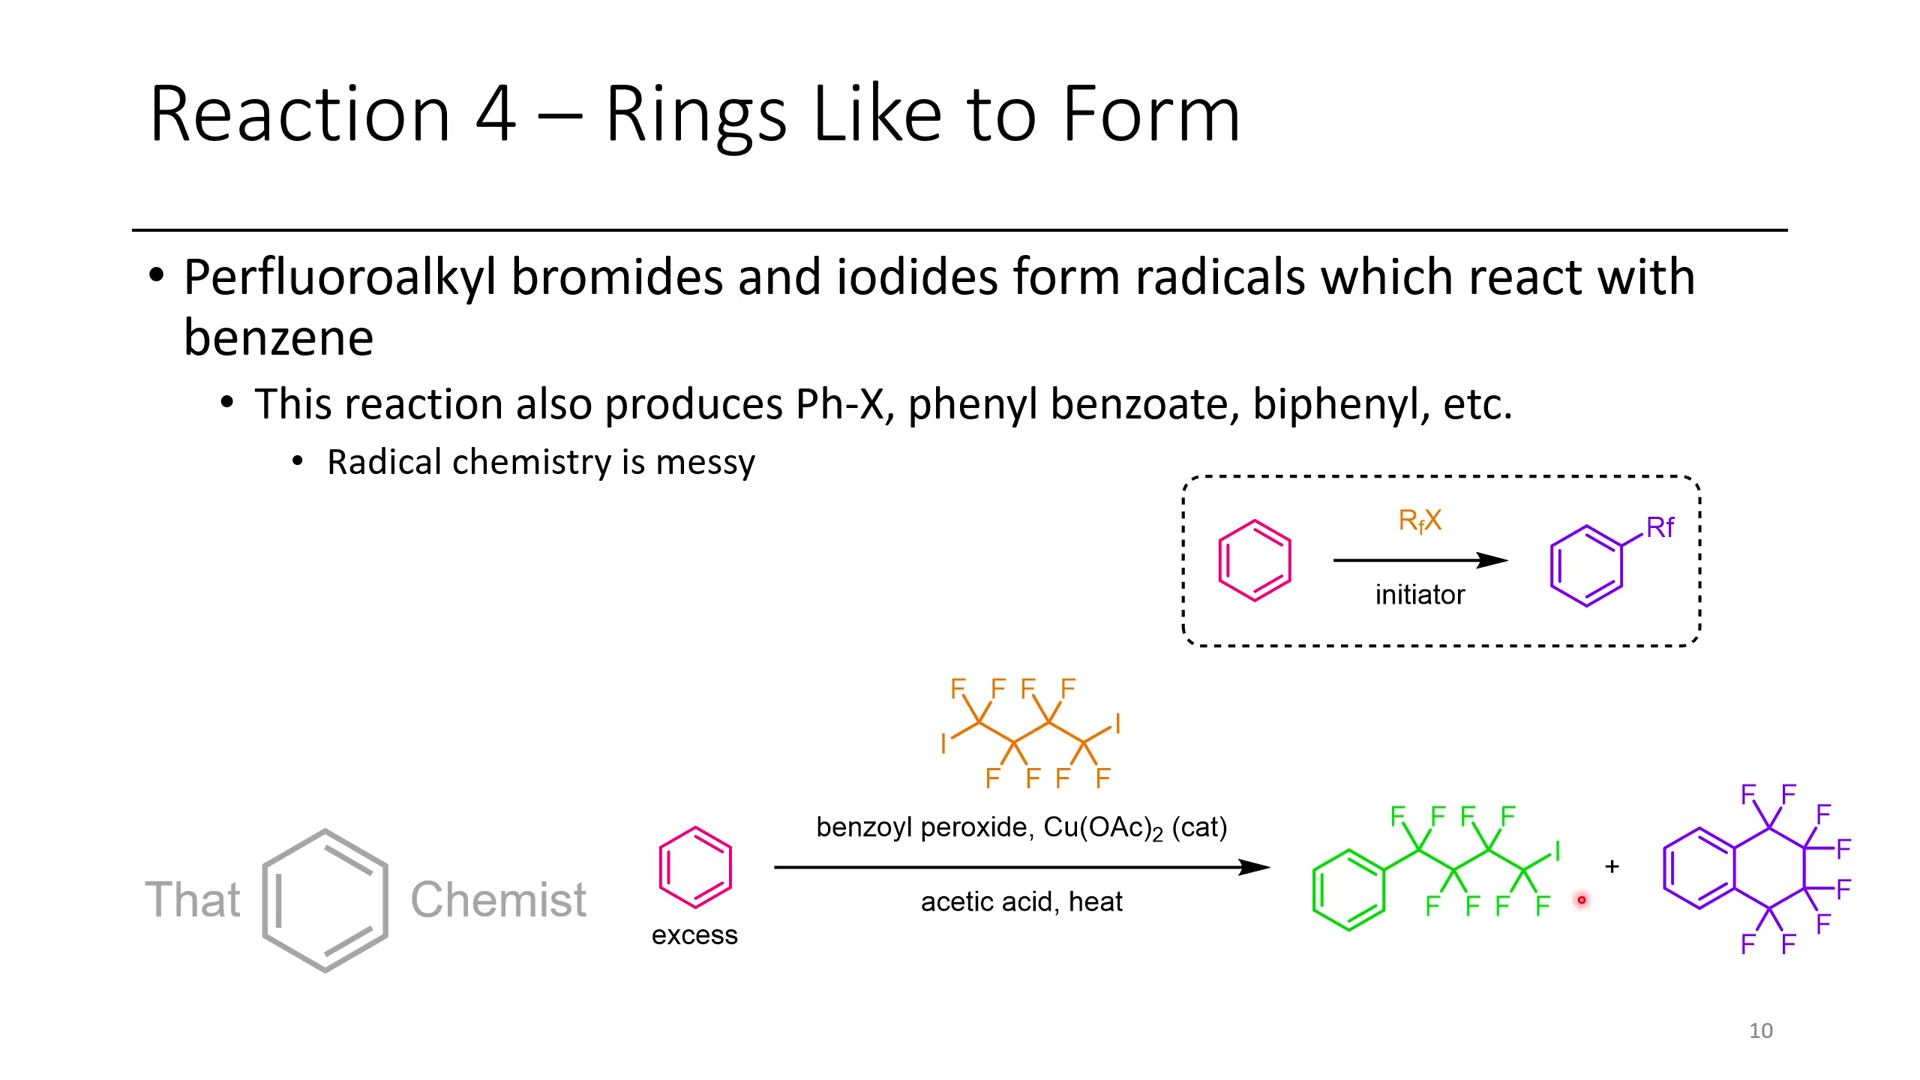 Reaction 4 – Rings Like to Form
• Perfluoroalkyl bromides and iodides form radicals which react with
benzene
• This reaction also produces Ph-X, phenyl benzoate, biphenyl, etc.
• Radical chemistry is messy
RfX
Rf
initiator
F F F F
I I
F F F F
benzoyl peroxide, Cu(OAc)2 (cat)
acetic acid, heat
excess
That Chemist
F F F F
I
F F F F
+
F F
F
F
F
F
F F
10